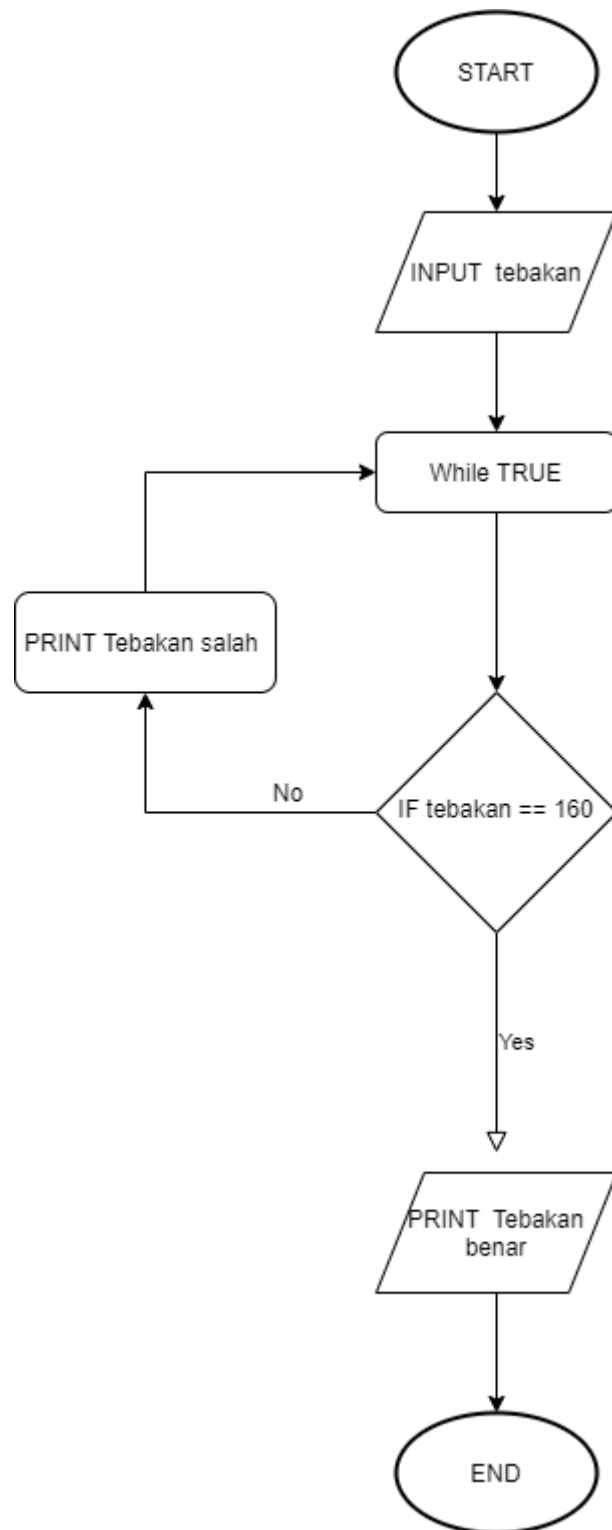 START
INPUT  tebakan
While TRUE
PRINT Tebakan salah
No
IF tebakan == 160
Yes
PRINT  Tebakan
benar
END